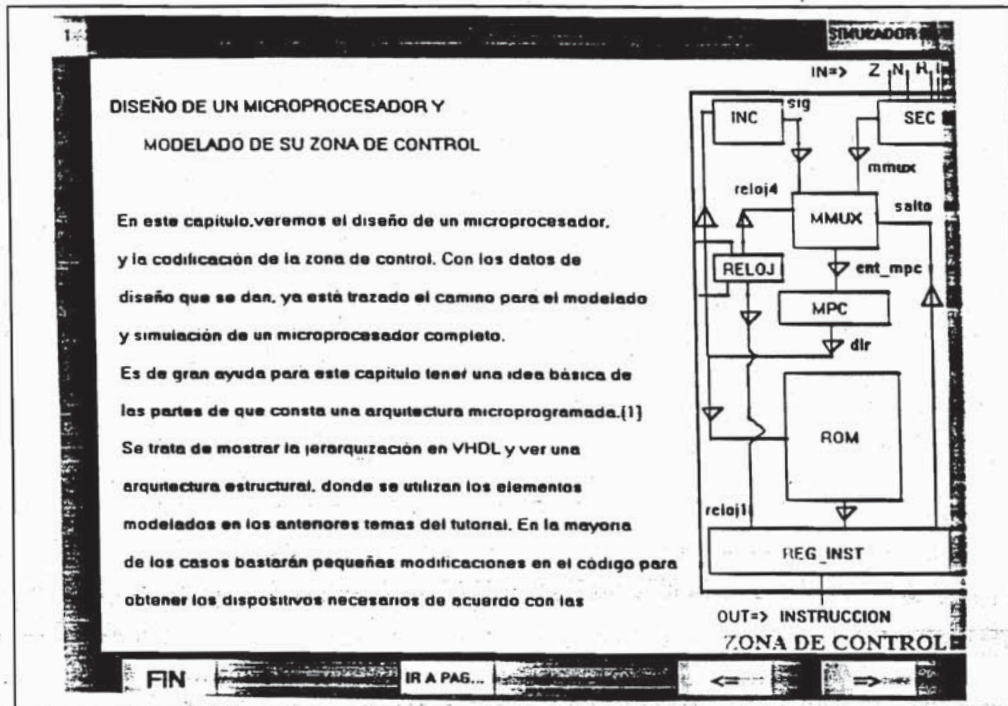 SIMULADOR
DISEÑO DE UN MICROPROCESADOR Y
MODELADO DE SU ZONA DE CONTROL
En este capitulo,veremos el diseño de un microprocesador,
y la codificación de la zona de control. Con los datos de
diseño que se dan, ya está trazado el camino para el modelado
y simulación de un microprocesador completo.
Es de gran ayuda para este capitulo tener una idea básica de
las partes de que consta una arquitectura microprogramada.[1]
Se trata de mostrar la jerarquización en VHDL y ver una
arquitectura estructural, donde se utilizan los elementos
modelados en los anteriores temas del tutorial. En la mayoria
de los casos bastarán pequeñas modificaciones en el código para
obtener los dispositivos necesarios de acuerdo con las
IN=> Z N R I
INC
sig
SEC
mmux
reloj4
MMUX
salto
RELOJ
ent_mpc
MPC
dir
ROM
reloj1
REG_INST
OUT=> INSTRUCCION
ZONA DE CONTROL
FIN
IR A PAG...
<=
=>